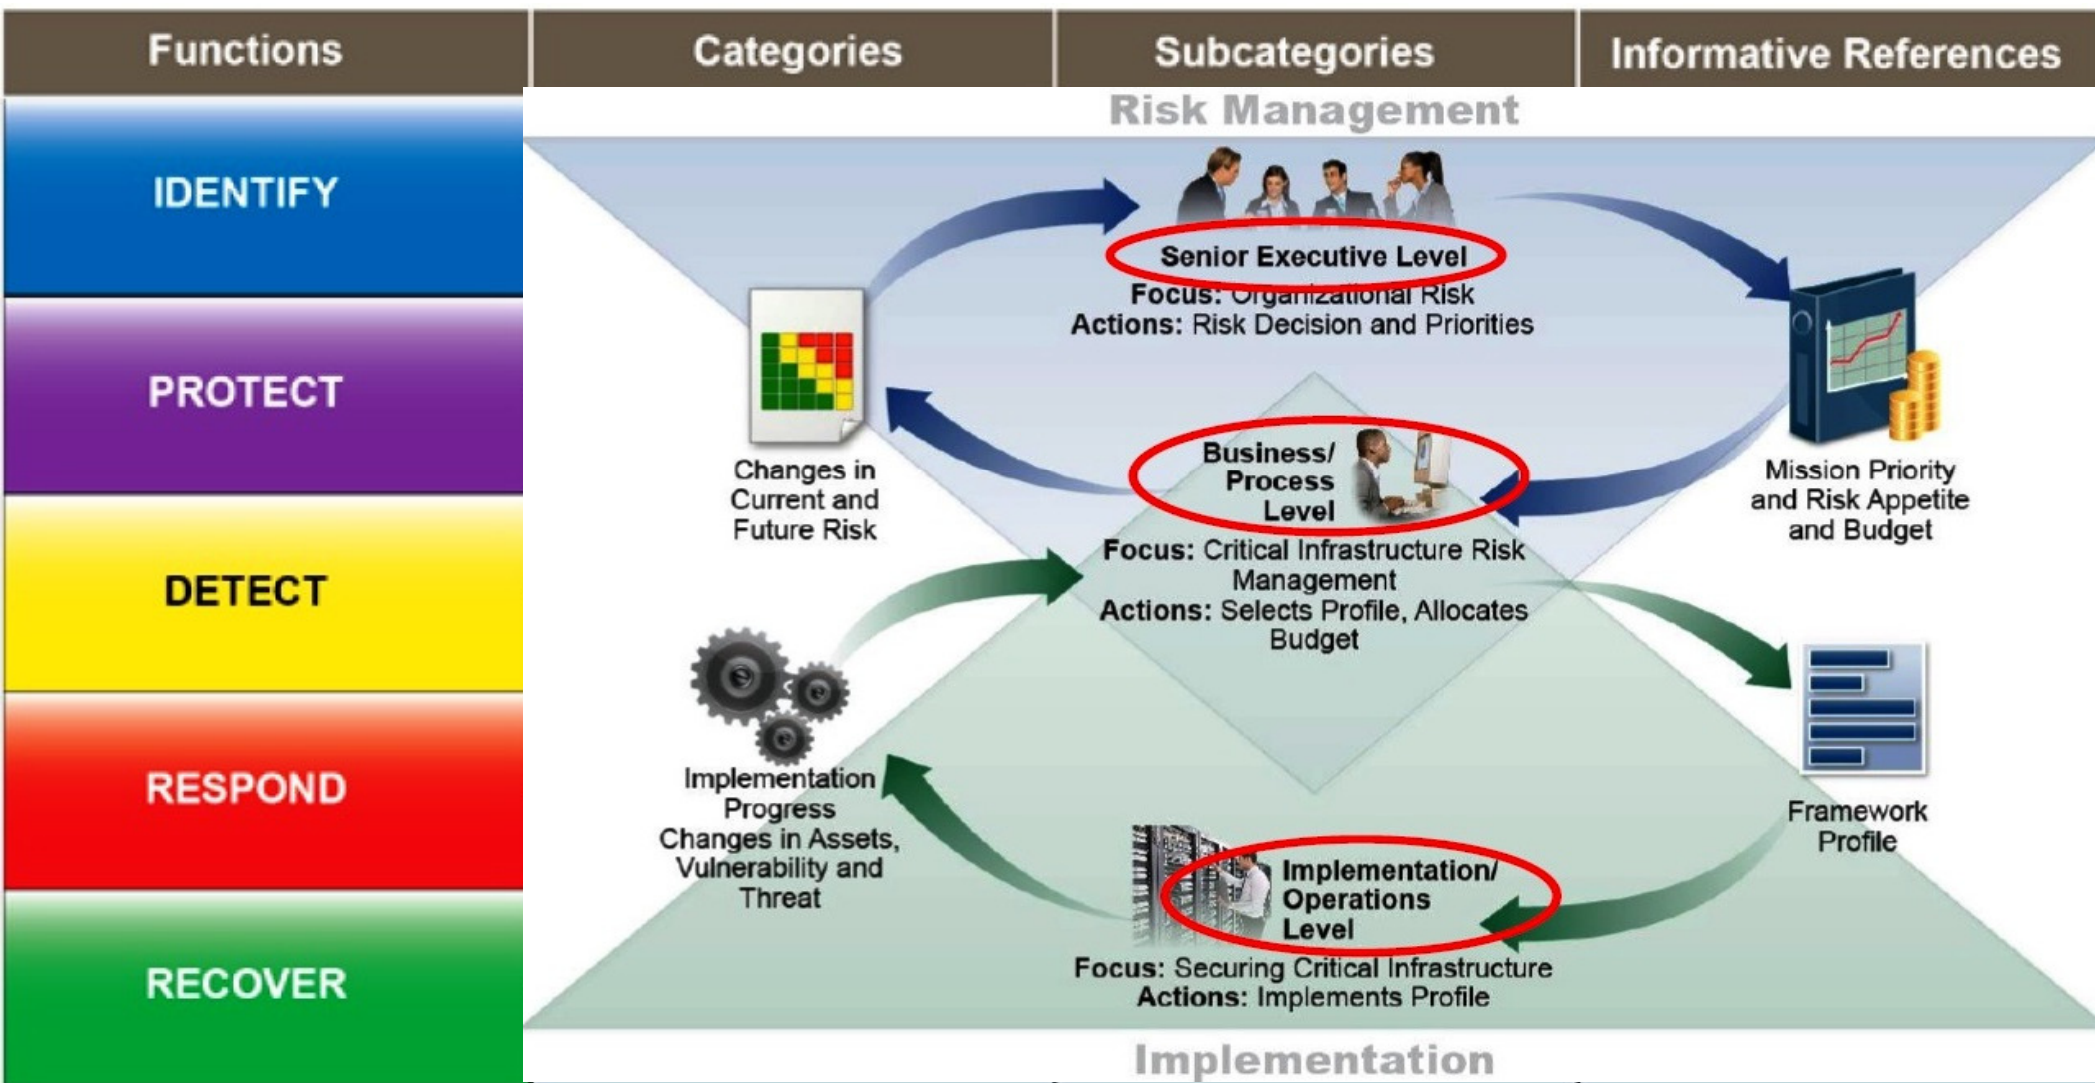 Functions
Categories
Subcategories
Informative References
IDENTIFY
PROTECT
DETECT
RESPOND
RECOVER
Risk Management
Senior Executive Level
Focus: Organizational Risk
Actions: Risk Decision and Priorities
Changes in
Current and
Future Risk
Business/
Process
Level
Mission Priority
and Risk Appetite
and Budget
Focus: Critical Infrastructure Risk
Management
Actions: Selects Profile, Allocates
Budget
Implementation
Progress
Changes in Assets,
Vulnerability and
Threat
Framework
Profile
Implementation/
Operations
Level
Focus: Securing Critical Infrastructure
Actions: Implements Profile
Implementation